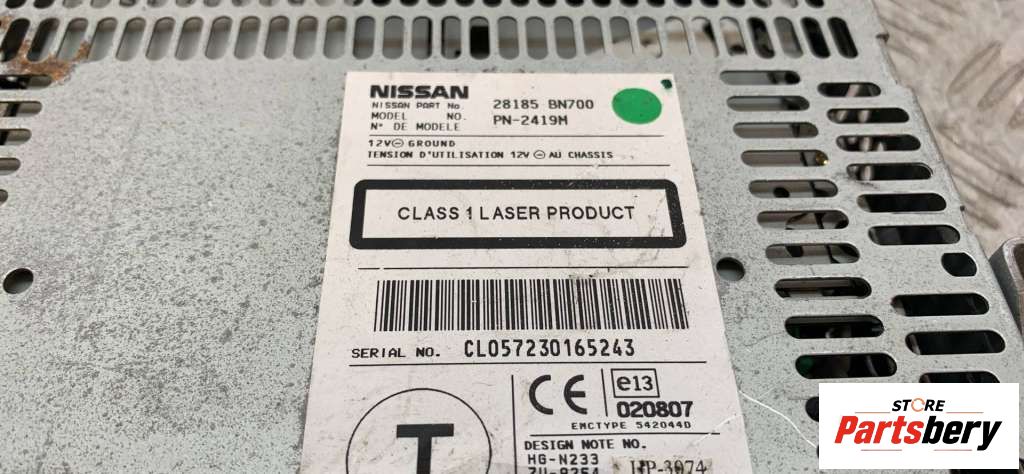 NISSAN
NISSAN PART No. 28185 BN700
MODEL NO. PN-2419M
N° DE MODELE
12V⊖ GROUND
TENSION D'UTILISATION 12V ⊖ AU CHASSIS
CLASS 1 LASER PRODUCT
SERIAL NO. CL057230165243
T
CE
e13
020807
EMCTYPE 542044D
DESIGN NOTE NO.
HG-N233
HP-3074
STORE
Partsbery